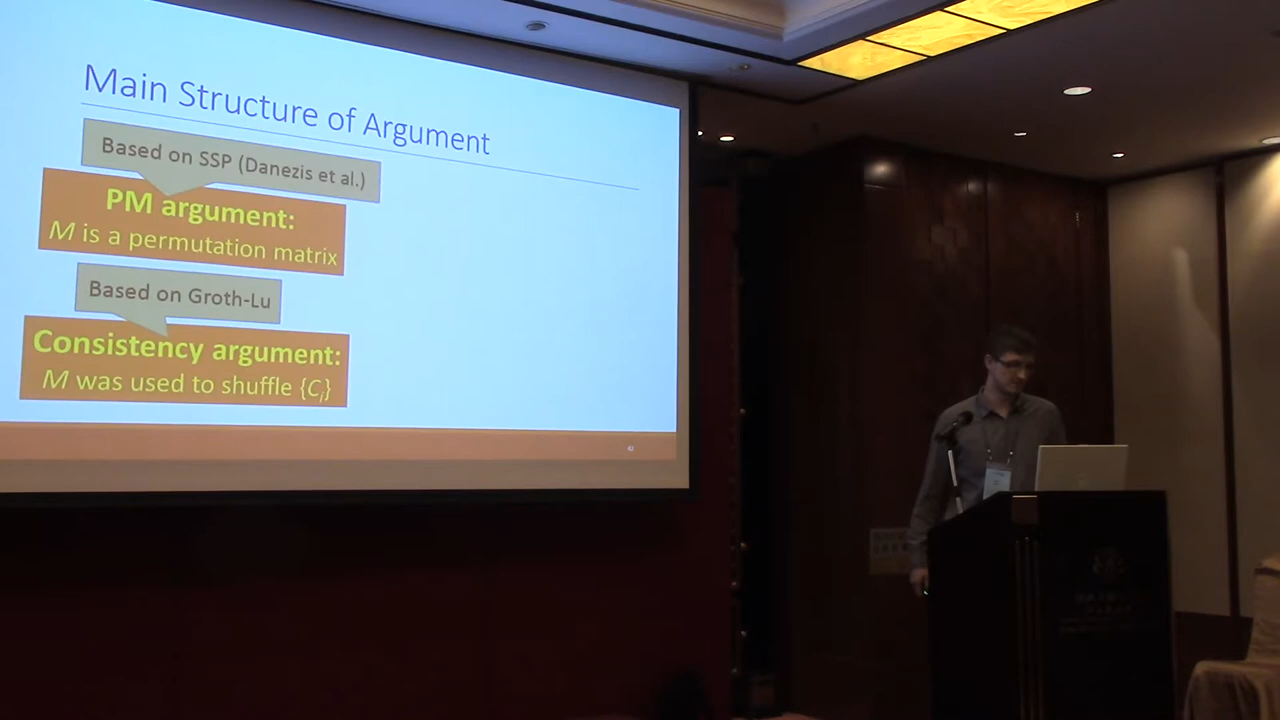 Main Structure of Argument
Based on SSP (Danezis et al.)
PM argument:
M is a permutation matrix
Based on Groth-Lu
Consistency argument:
M was used to shuffle {Ci}